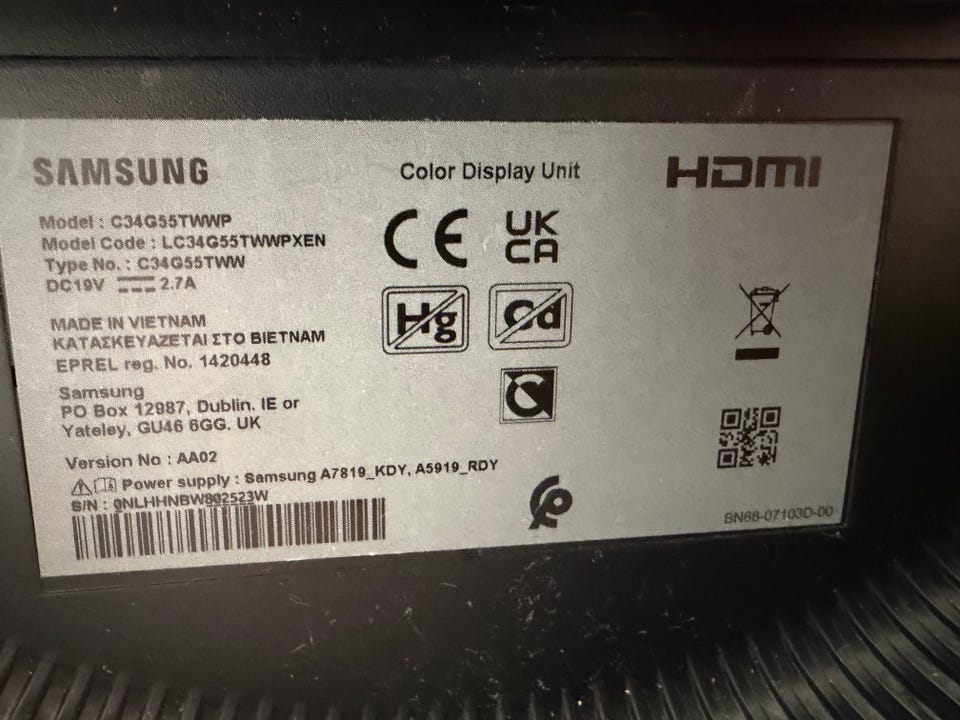 SAMSUNG
Color Display Unit
HDMI
Model : C34G55TWWP
Model Code : LC34G55TWWPXEN
Type No. : C34G55TWW
DC19V 2.7A
CE
UK
CA
Hg
Cd
MADE IN VIETNAM
ΚΑΤΑΣΚΕΥΑΖΕΤΑΙ ΣΤΟ ΒΙΕΤΝΑΜ
EPREL reg. No. 1420448
Samsung
PO Box 12987, Dublin. IE or
Yateley, GU46 6GG. UK
Version No : AA02
Power supply : Samsung A7819_KDY, A5919_RDY
S/N : 0NLHHNBW802523W
BN68-07103D-00